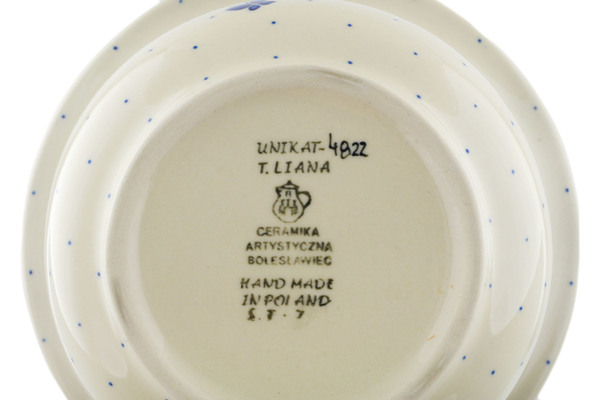 UNIKAT-4822
T. LIANA
CERAMIKA
ARTYSTYCZNA
BOLESŁAWIEC
HAND MADE
IN POLAND